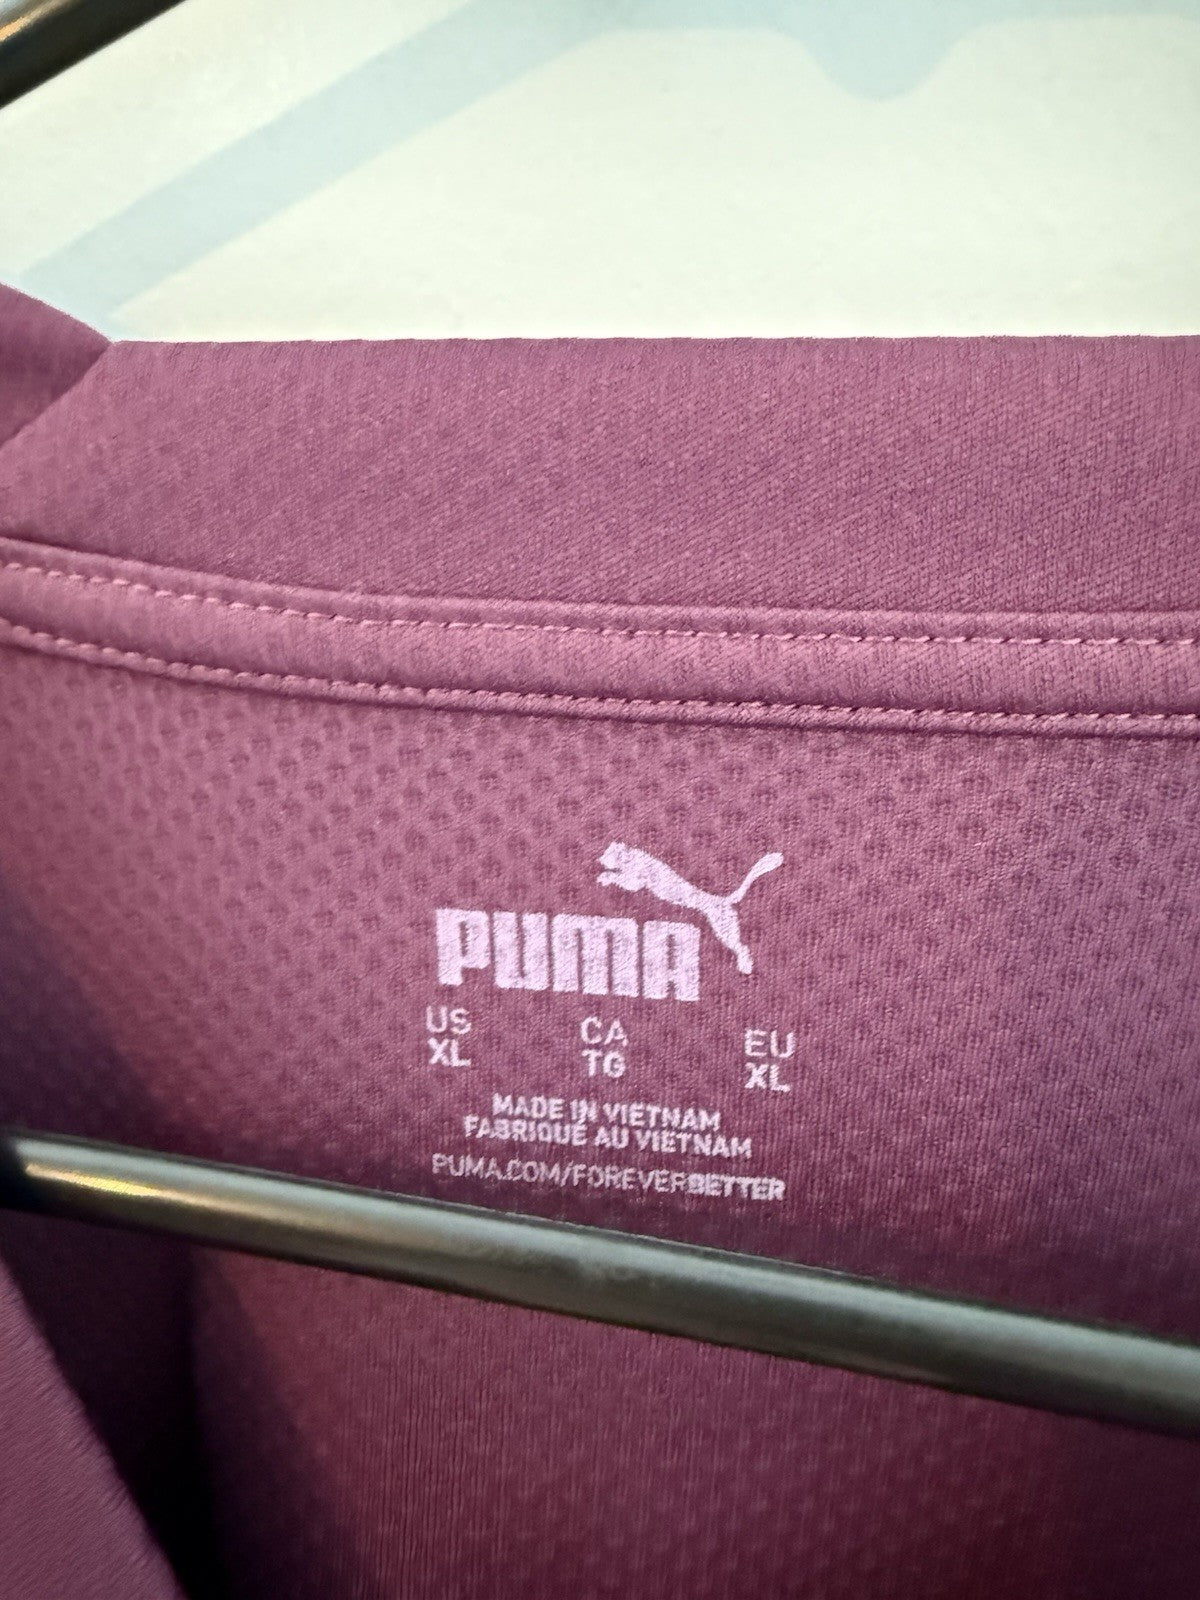 PUMA
US CA EU
XL TG XL
MADE IN VIETNAM
FABRIQUÉ AU VIETNAM
PUMA.COM/FOREVERBETTER